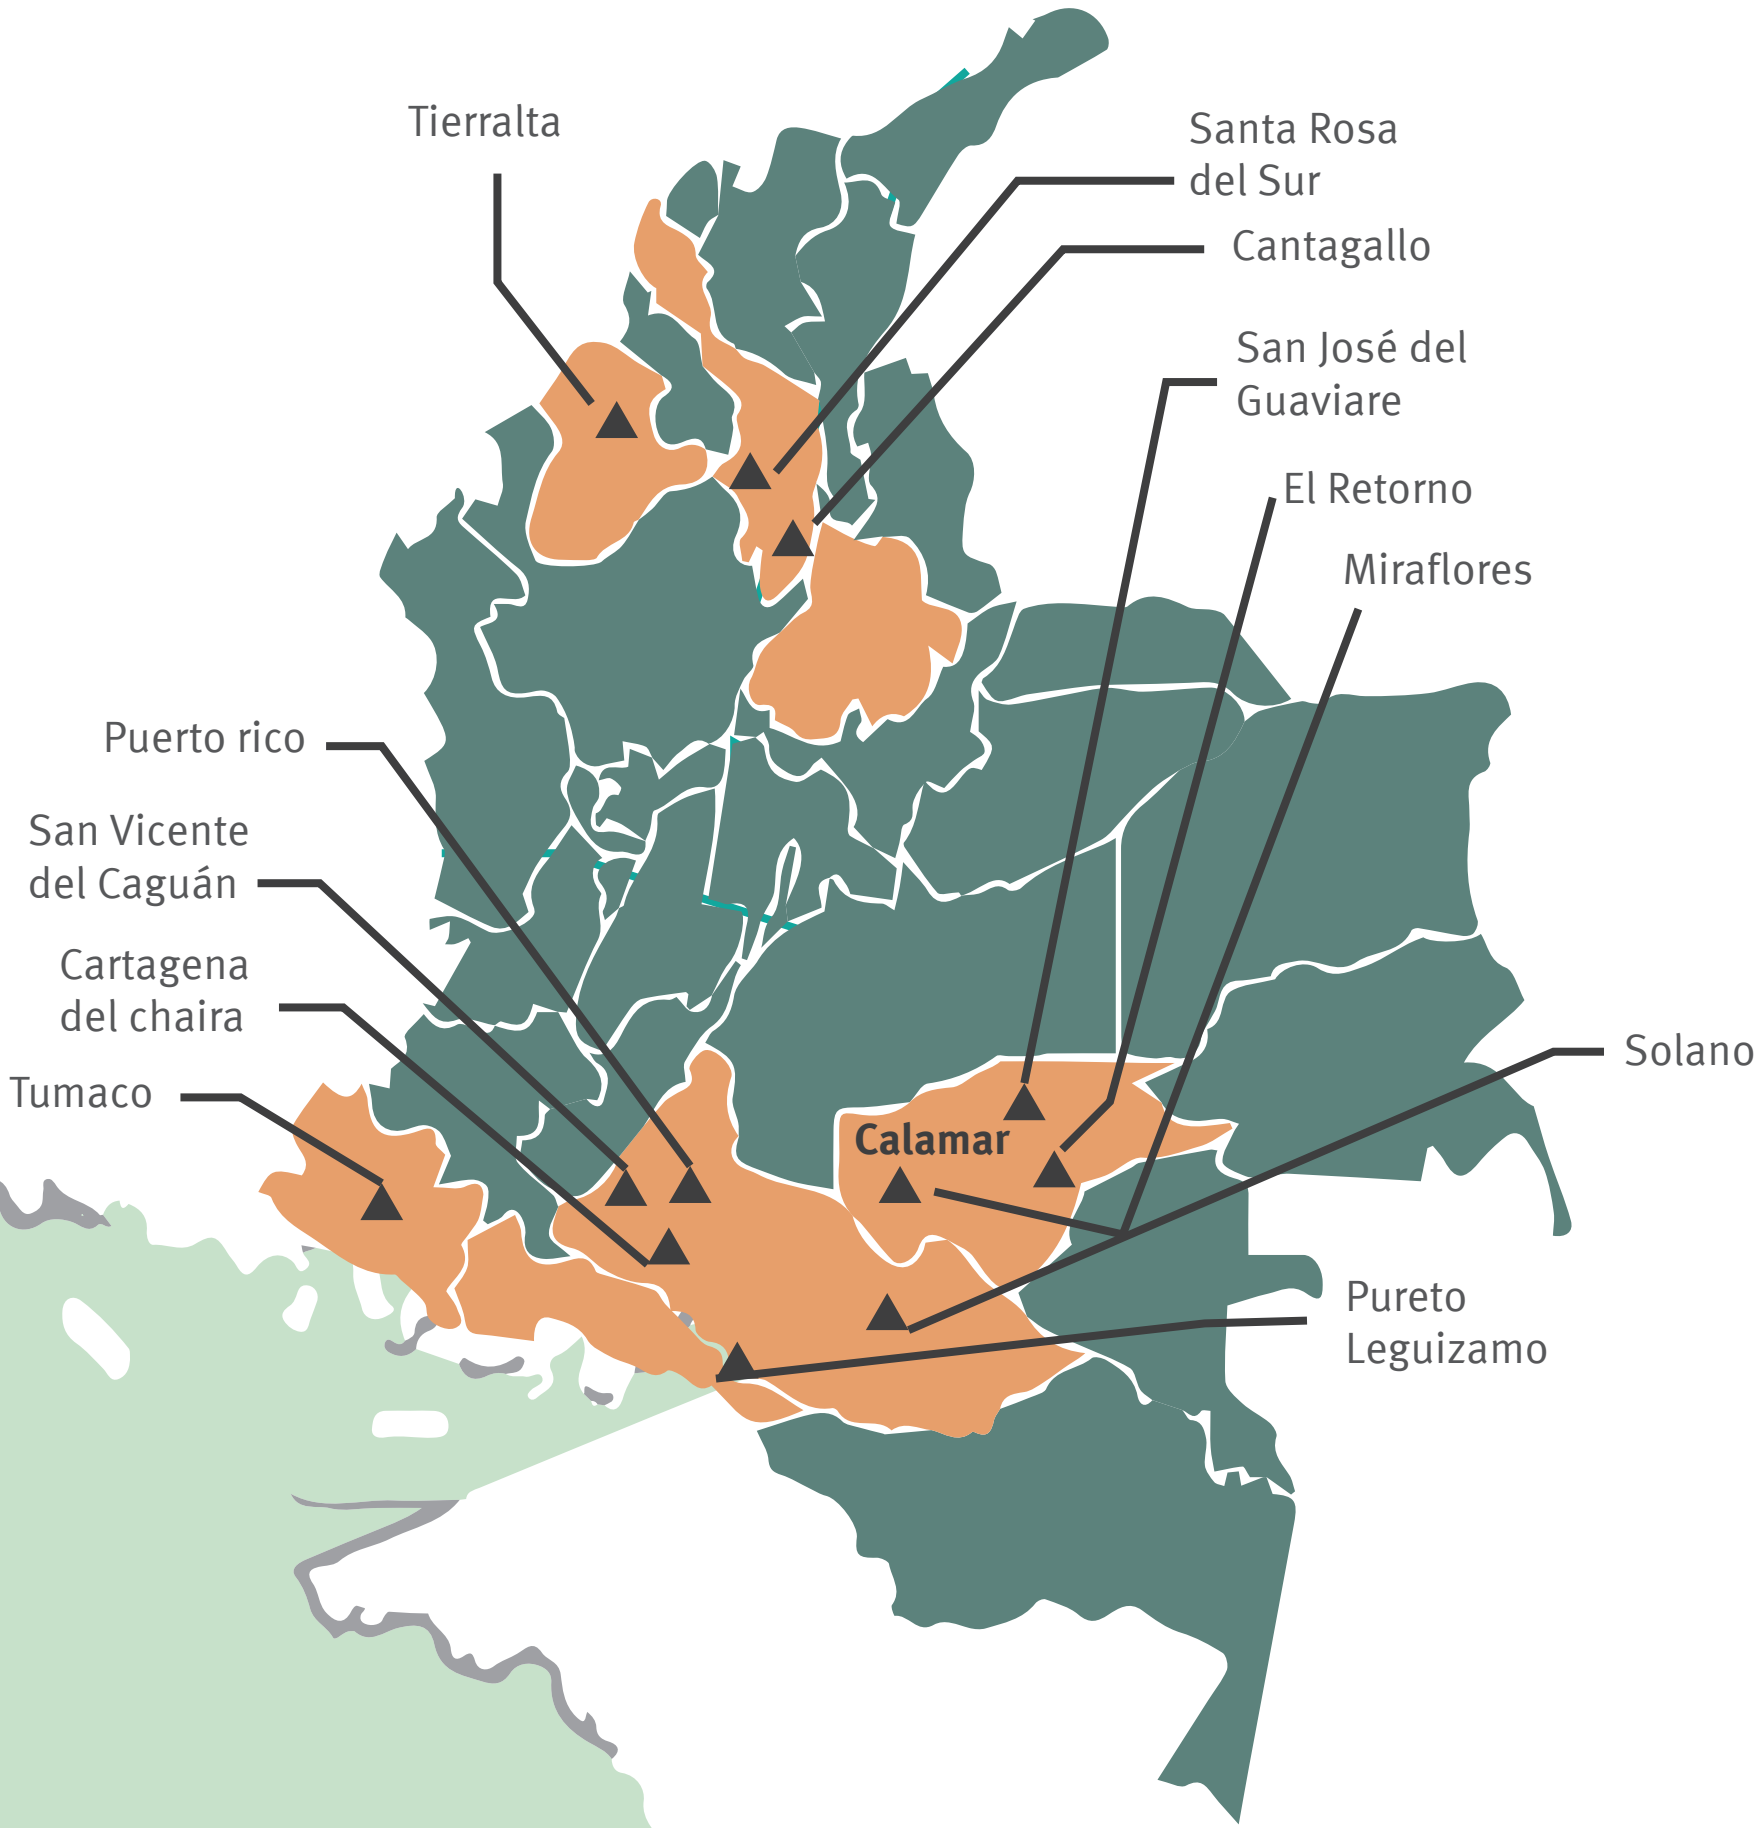 Tierralta
Santa Rosa
del Sur
Cantagallo
San José del
Guaviare
El Retorno
Miraflores
Puerto rico
San Vicente
del Caguán
Cartagena
del chaira
Tumaco
Calamar
Solano
Pureto
Leguizamo